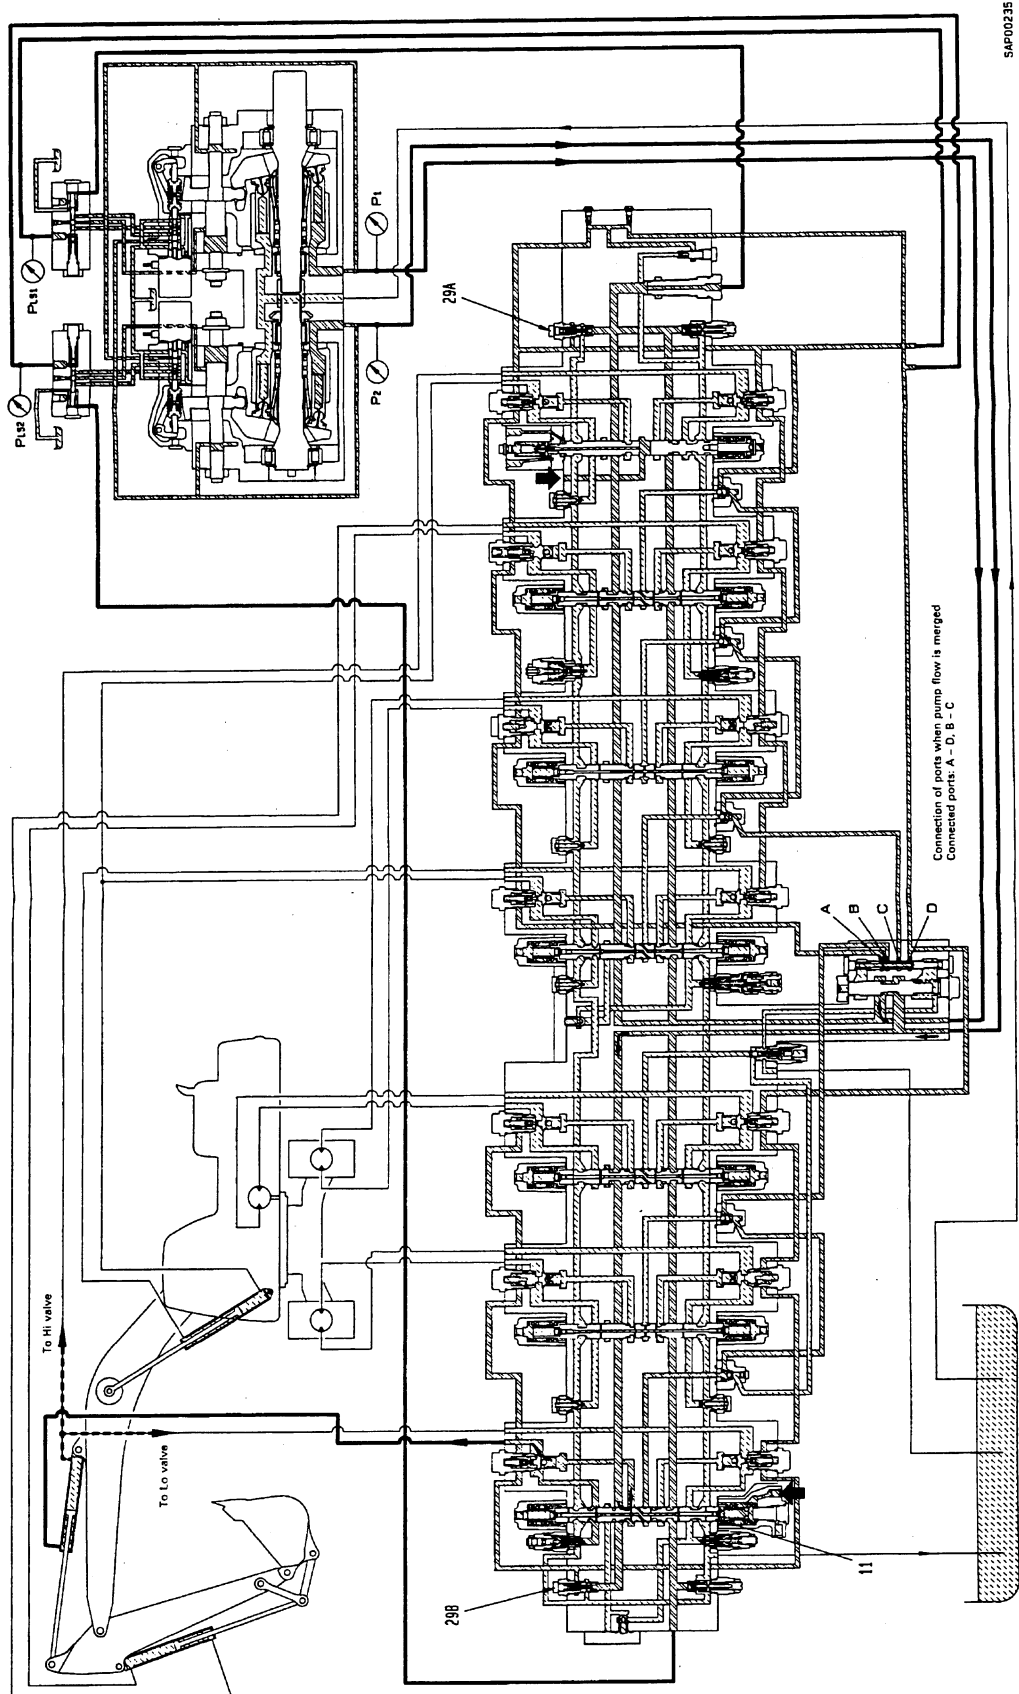 SAP00235
PLS1
PLS2
P1
P2
29A
Connection of ports when pump flow is merged
Connected ports: A – D, B – C
A
B
C
D
To Hi valve
To Lo valve
29B
11